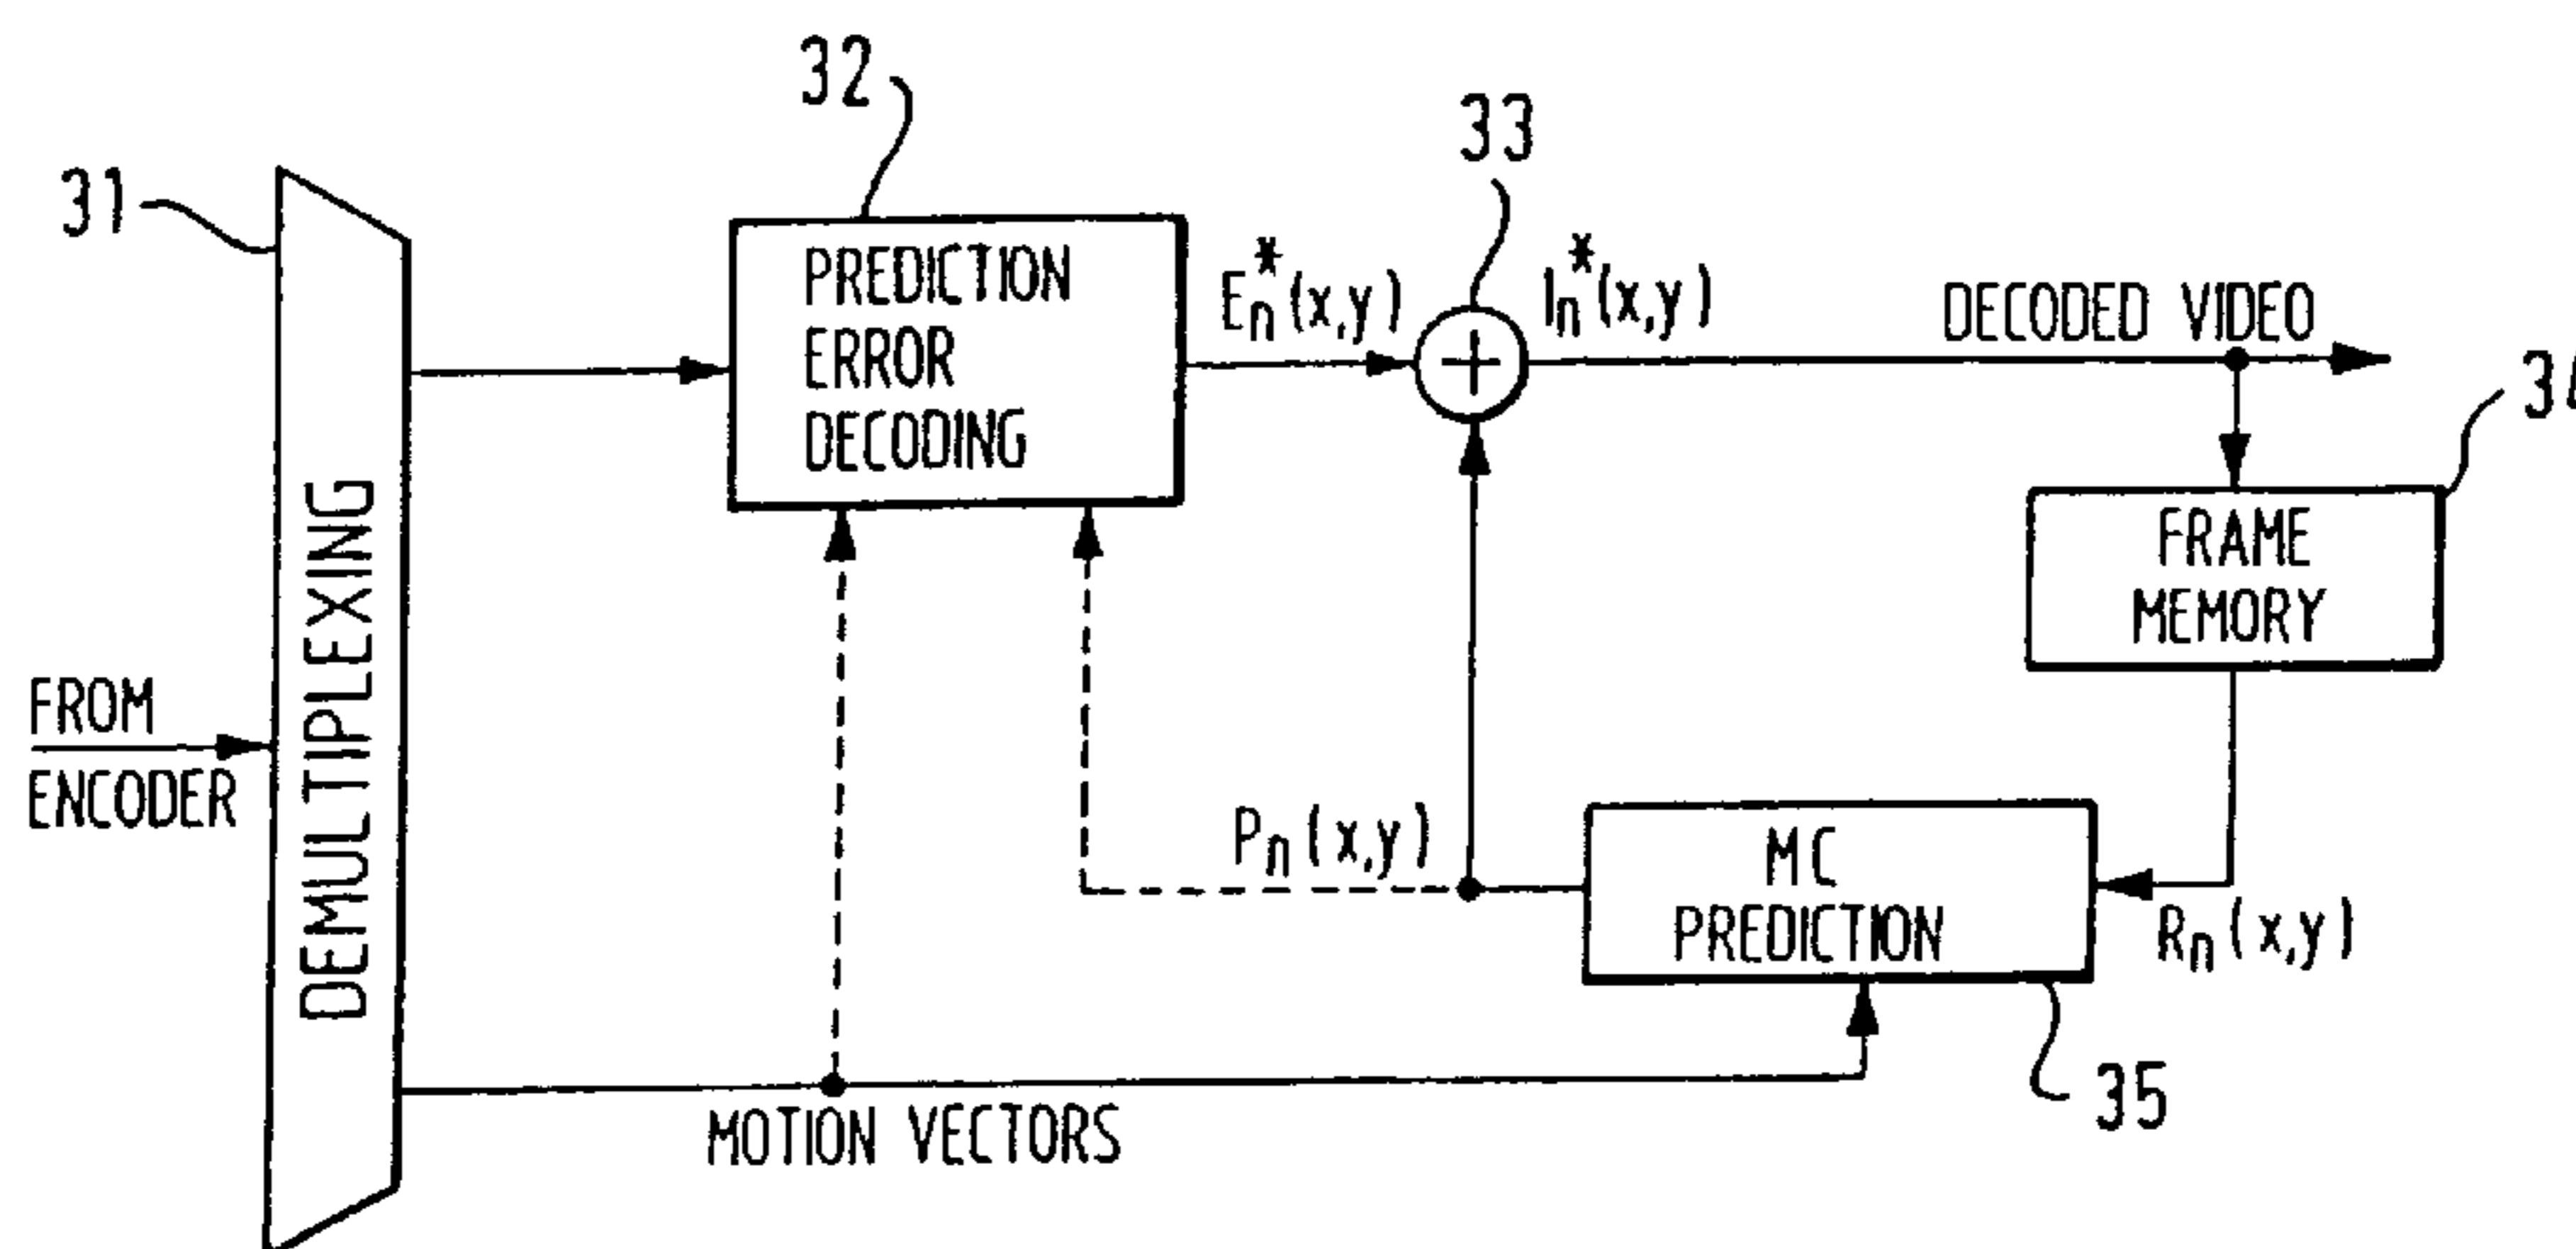 31
32
33
PREDICTION
ERROR
DECODING
E*n(x,y)
I*n(x,y)
DECODED VIDEO
FRAME
MEMORY
DEMULTIPLEXING
FROM
ENCODER
Pn(x,y)
MC
PREDICTION
Rn(x,y)
MOTION VECTORS
35